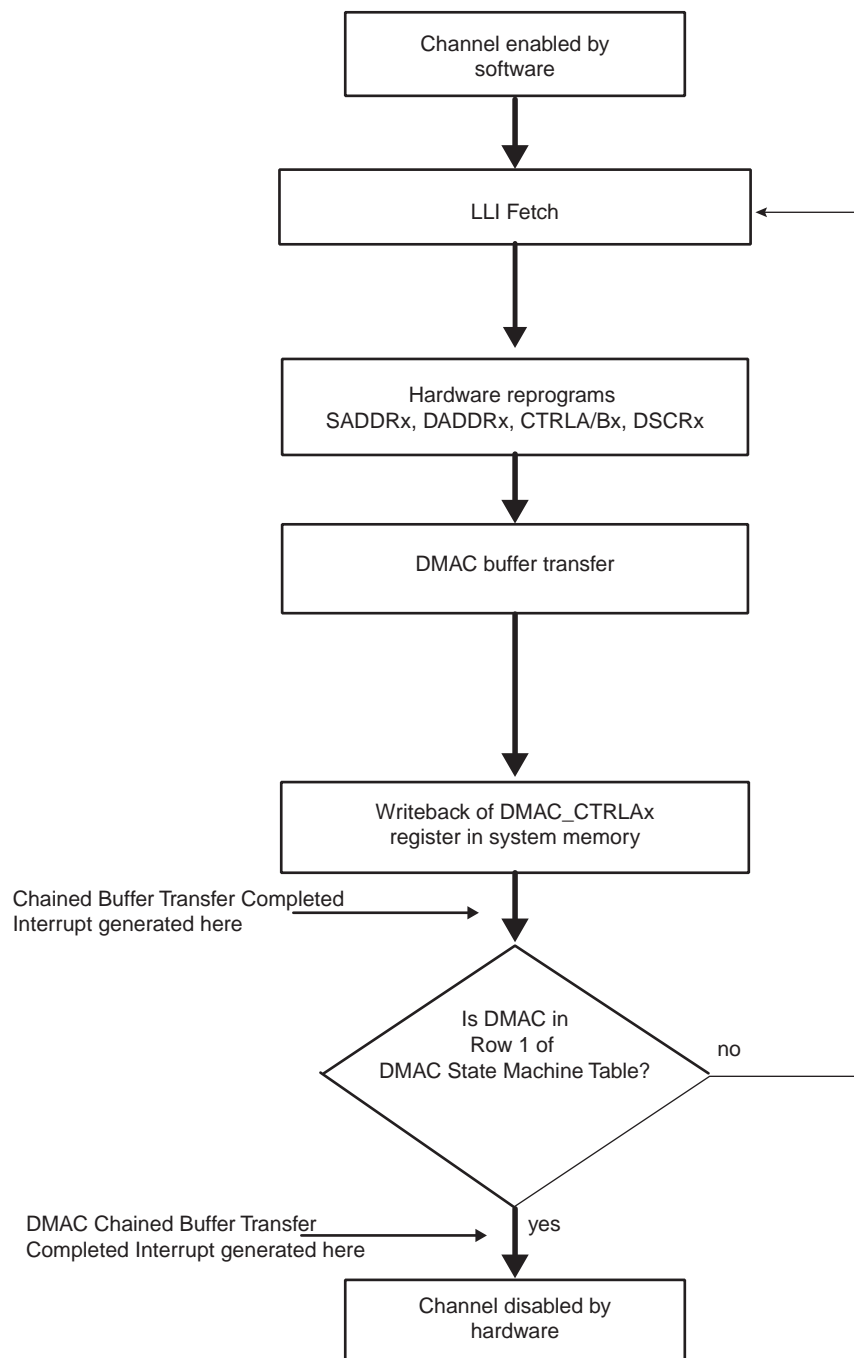 Channel enabled by
software
LLI Fetch
Hardware reprograms
SADDRx, DADDRx, CTRLA/Bx, DSCRx
DMAC buffer transfer
Writeback of DMAC_CTRLAx
register in system memory
Chained Buffer Transfer Completed
Interrupt generated here
Is DMAC in
Row 1 of
DMAC State Machine Table?
no
DMAC Chained Buffer Transfer
Completed Interrupt generated here
yes
Channel disabled by
hardware